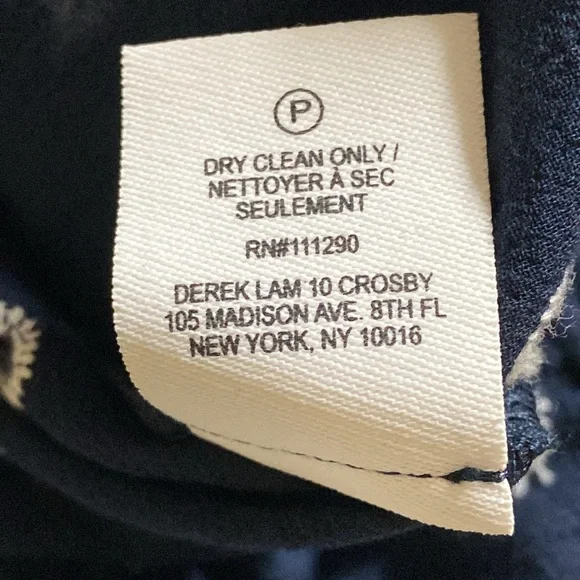 P
DRY CLEAN ONLY /
NETTOYER À SEC
SEULEMENT
RN#111290
DEREK LAM 10 CROSBY
105 MADISON AVE. 8TH FL
NEW YORK, NY 10016